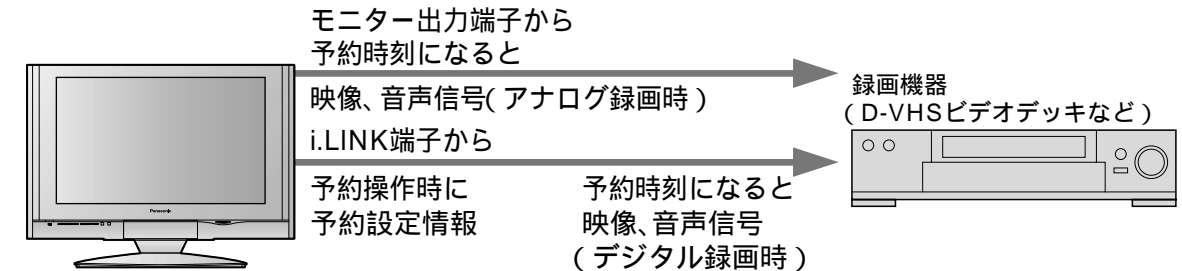 モニター出力端子から
予約時刻になると
映像、音声信号(アナログ録画時)
i.LINK端子から
予約操作時に
予約設定情報
予約時刻になると
映像、音声信号
(デジタル録画時)
録画機器
(D-VHSビデオデッキなど)
Panasonic